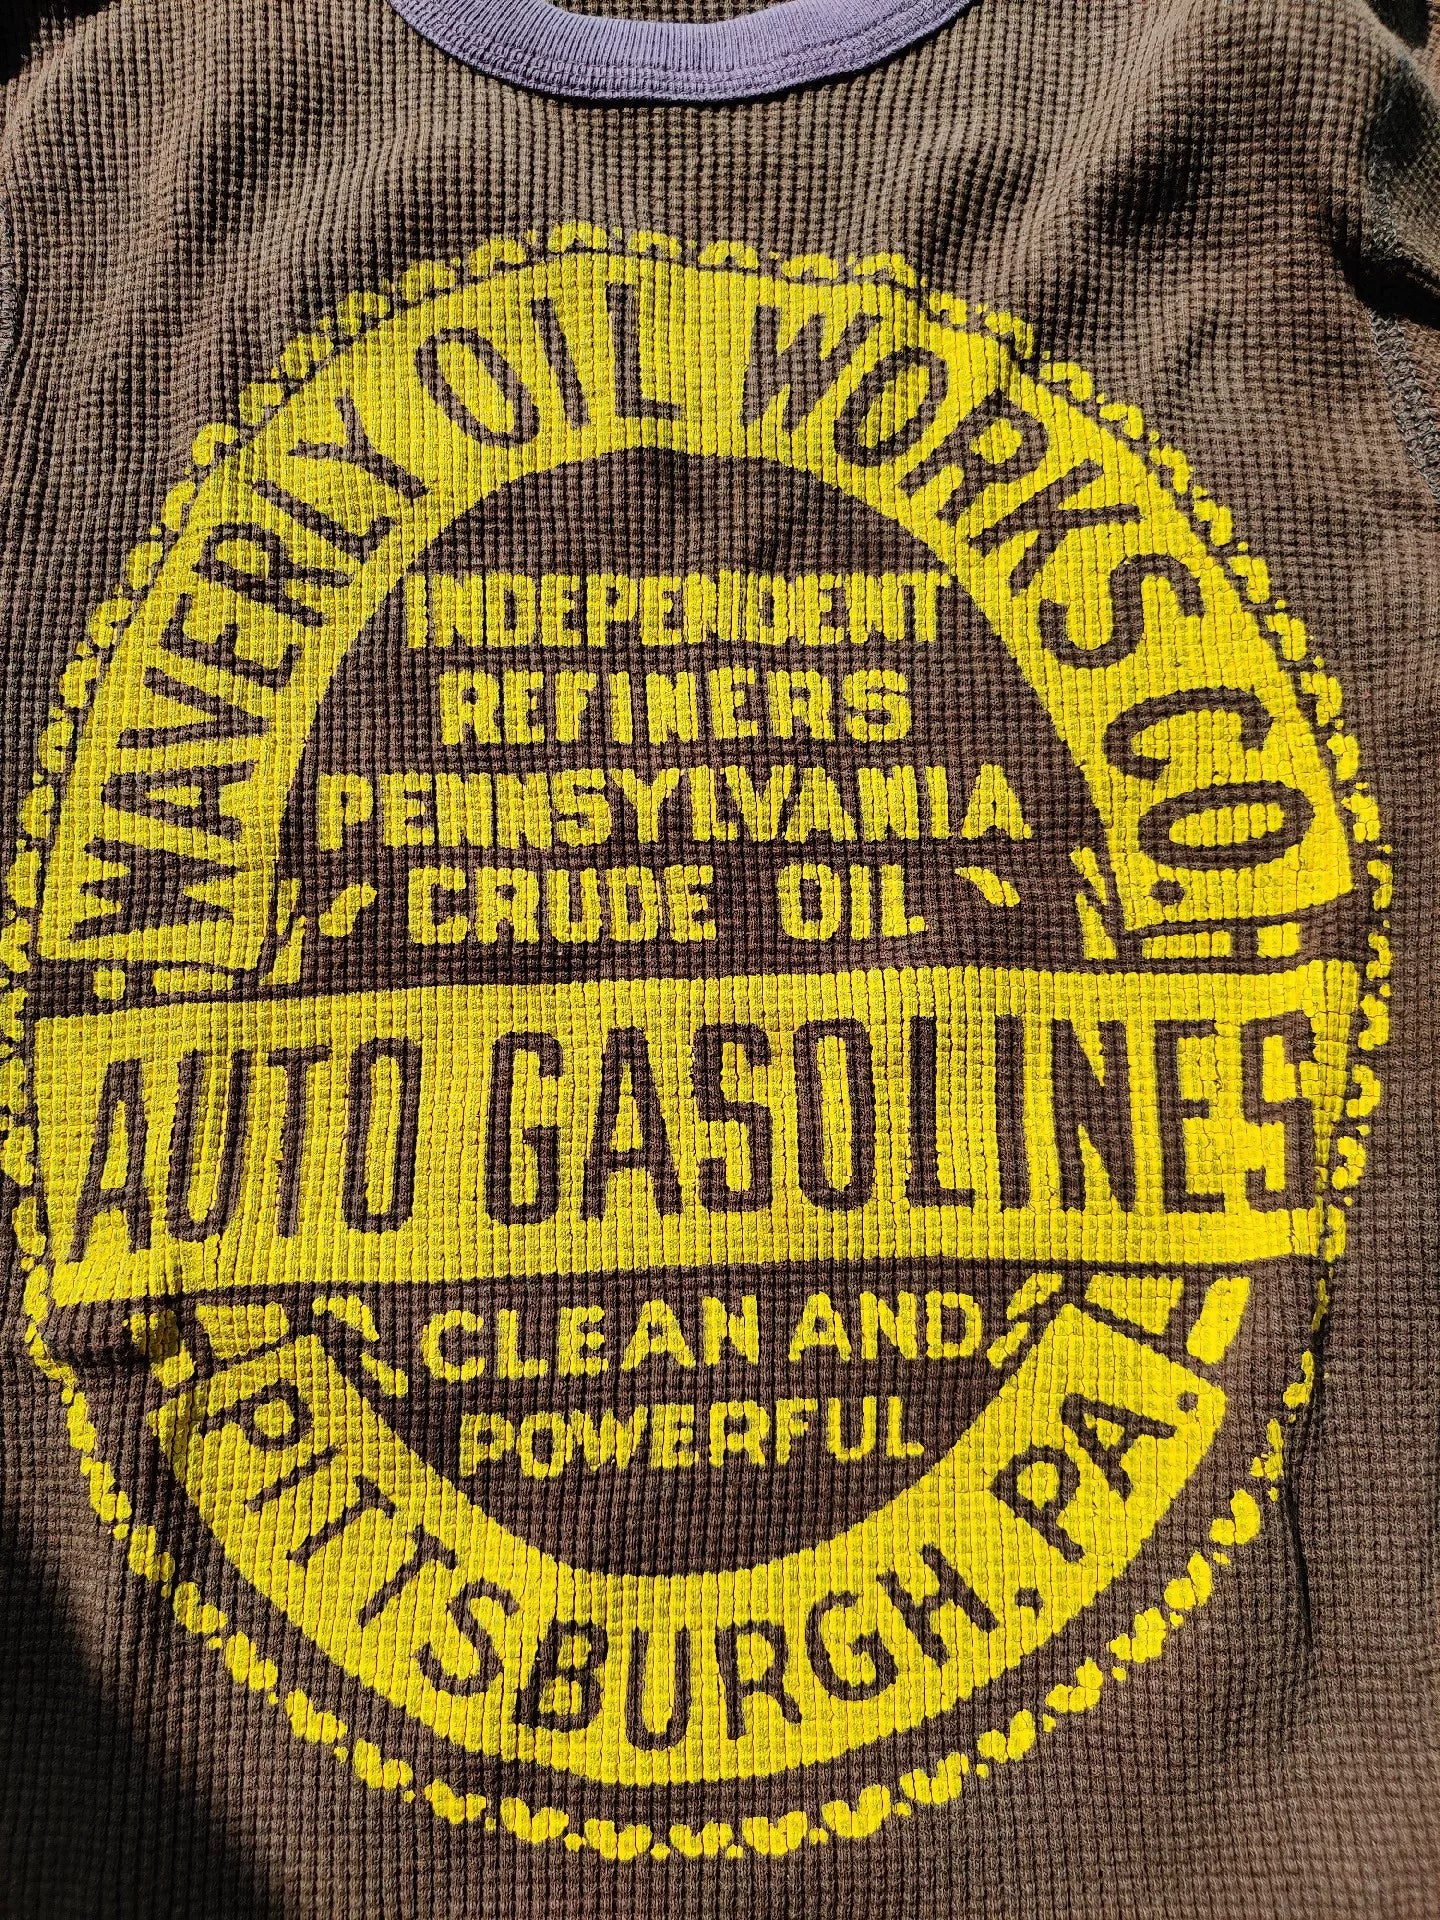 WAVERLY OIL WORKS CO.
INDEPENDENT
REFINERS
PENNSYLVANIA
CRUDE OIL
AUTO GASOLINES
CLEAN AND
POWERFUL
PITTSBURGH, PA.